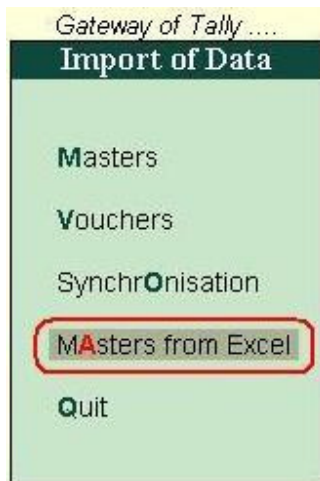 Gateway of Tally ....
Import of Data
Masters
Vouchers
SynchrOnisation
MAsters from Excel
Quit